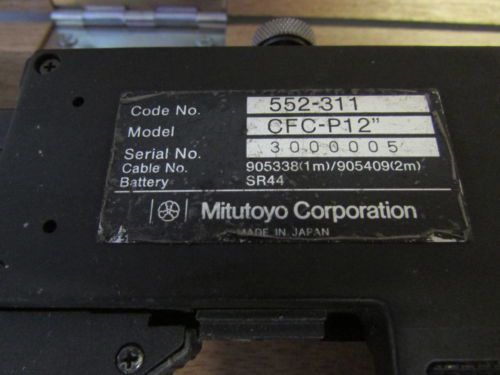 Code No. 552-311
Model CFC-P12"
Serial No. 3000005
Cable No. 905338(1m)/905409(2m)
Battery SR44
Mitutoyo Corporation
MADE IN JAPAN